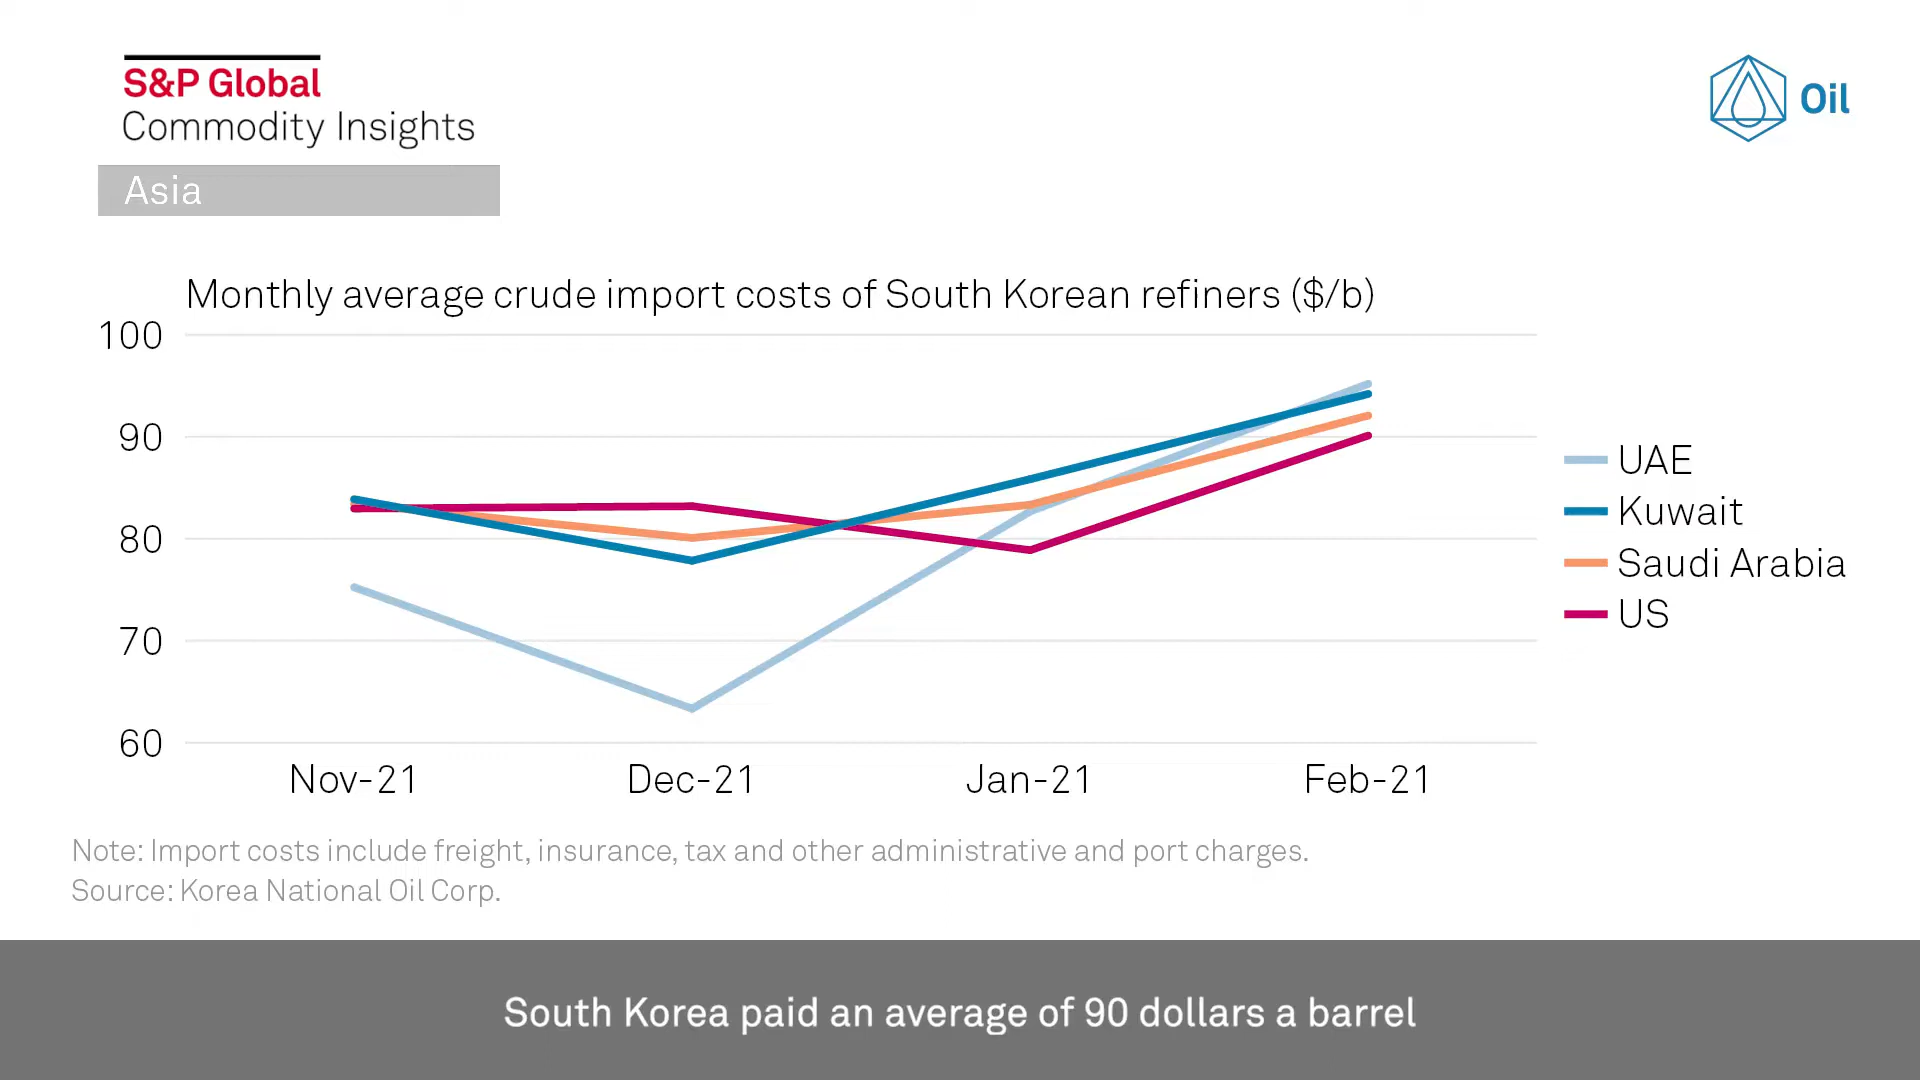 S&P Global
Commodity Insights
Oil
Asia
Monthly average crude import costs of South Korean refiners ($/b)
100
90
80
70
60
Nov-21
Dec-21
Jan-21
Feb-21
UAE
Kuwait
Saudi Arabia
US
Note: Import costs include freight, insurance, tax and other administrative and port charges.
Source: Korea National Oil Corp.
South Korea paid an average of 90 dollars a barrel